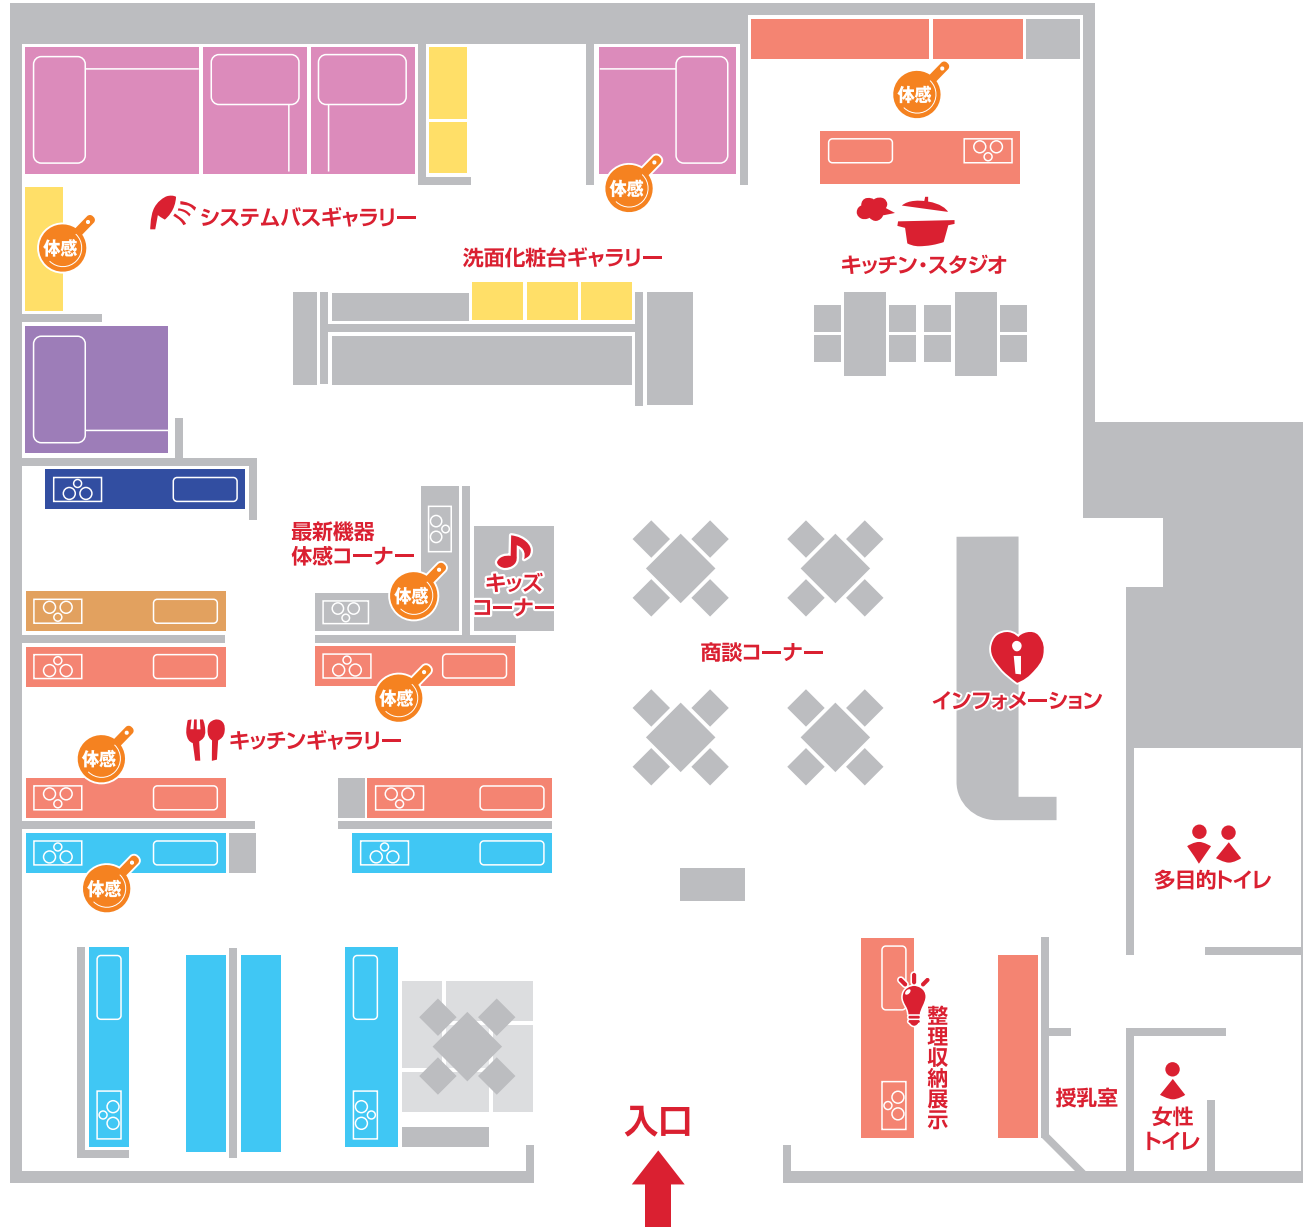 体感
体感
システムバスギャラリー
体感
洗面化粧台ギャラリー
キッチン・スタジオ
最新機器
体感コーナー
体感
キッズ
コーナー
商談コーナー
体感
インフォメーション
キッチンギャラリー
体感
体感
多目的トイレ
整理収納展示
授乳室
女性
トイレ
入口